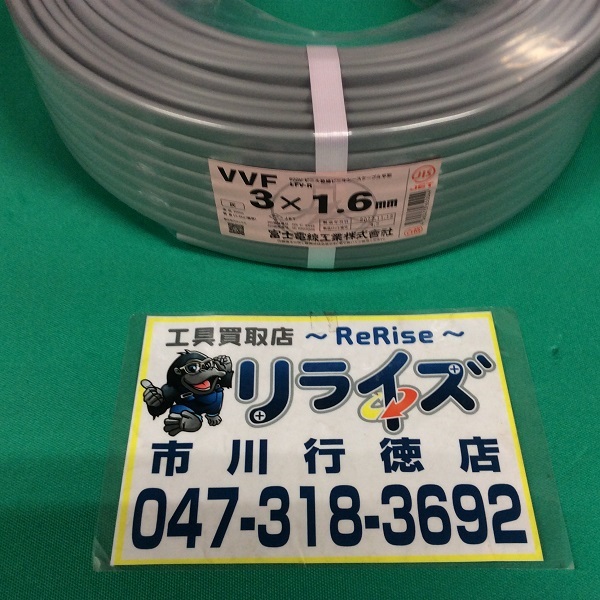 VVF
3×1.6mm
富士電線工業株式会社
工具買取店 ~ ReRise ~
リライズ
市川行徳店
047-318-3692